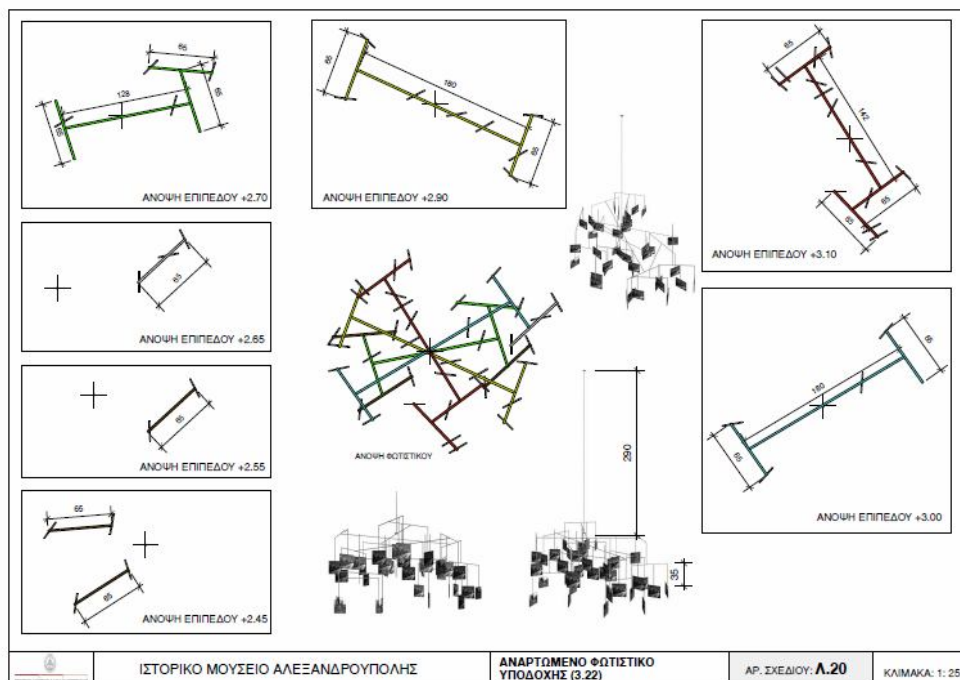 65
128
65
65
ΑΝΟΨΗ ΕΠΙΠΕΔΟΥ +2.70
65
180
65
ΑΝΟΨΗ ΕΠΙΠΕΔΟΥ +2.90
65
142
65
65
ΑΝΟΨΗ ΕΠΙΠΕΔΟΥ +3.10
65
ΑΝΟΨΗ ΕΠΙΠΕΔΟΥ +2.65
65
ΑΝΟΨΗ ΕΠΙΠΕΔΟΥ +2.55
65
65
ΑΝΟΨΗ ΕΠΙΠΕΔΟΥ +2.45
ΑΝΟΨΗ ΦΩΤΙΣΤΙΚΟΥ
290
35
65
180
65
ΑΝΟΨΗ ΕΠΙΠΕΔΟΥ +3.00
ΙΣΤΟΡΙΚΟ ΜΟΥΣΕΙΟ ΑΛΕΞΑΝΔΡΟΥΠΟΛΗΣ
ΑΝΑΡΤΩΜΕΝΟ ΦΩΤΙΣΤΙΚΟ
ΥΠΟΔΟΧΗΣ (3.22)
ΑΡ. ΣΧΕΔΙΟΥ: Λ.20
ΚΛΙΜΑΚΑ: 1: 25